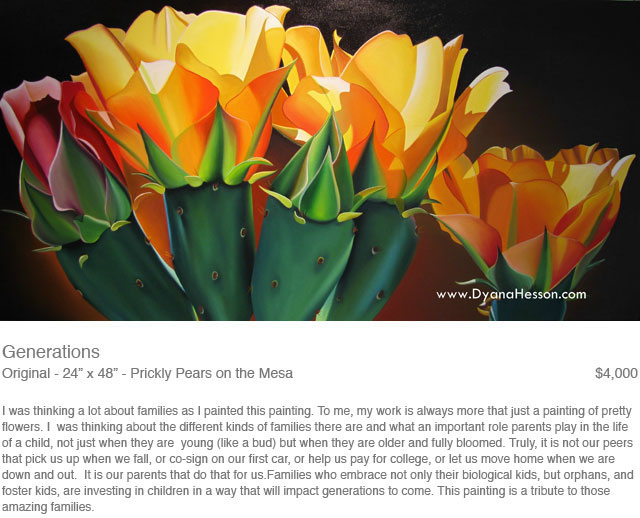 www.DyanaHesson.com
Generations
Original - 24” x 48” - Prickly Pears on the Mesa $4,000
I was thinking a lot about families as I painted this painting. To me, my work is always more that just a painting of pretty
flowers. I was thinking about the different kinds of families there are and what an important role parents play in the life
of a child, not just when they are young (like a bud) but when they are older and fully bloomed. Truly, it is not our peers
that pick us up when we fall, or co-sign on our first car, or help us pay for college, or let us move home when we are
down and out. It is our parents that do that for us.Families who embrace not only their biological kids, but orphans, and
foster kids, are investing in children in a way that will impact generations to come. This painting is a tribute to those
amazing families.